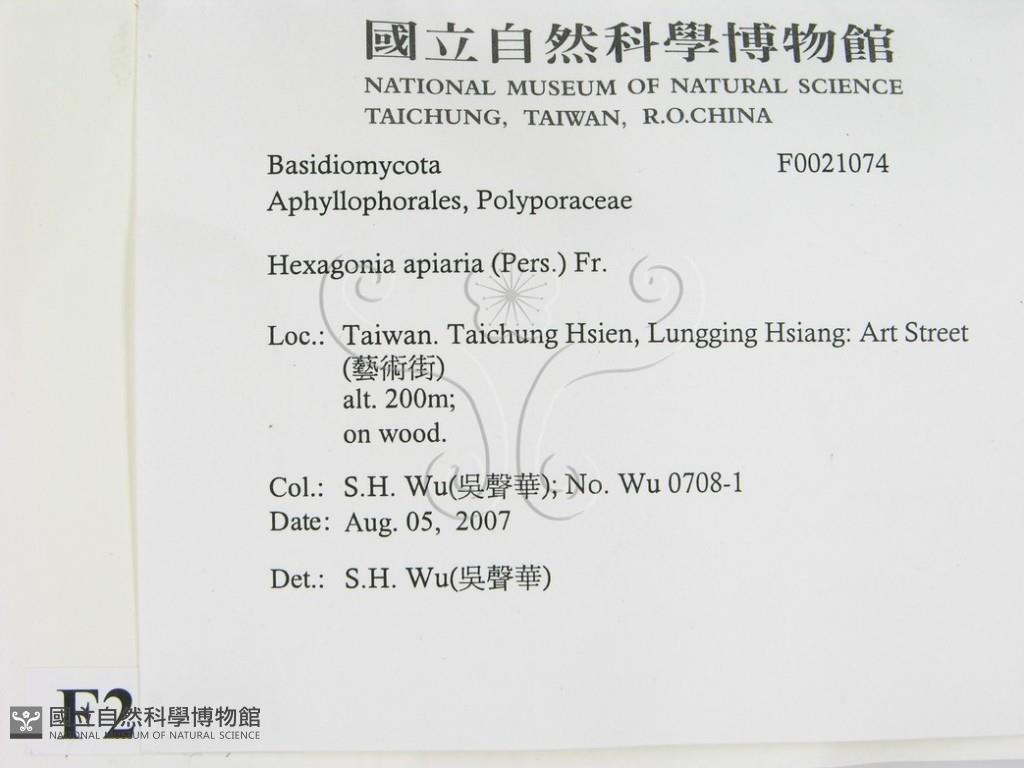 國立自然科學博物館
NATIONAL MUSEUM OF NATURAL SCIENCE
TAICHUNG, TAIWAN, R.O.CHINA
Basidiomycota F0021074
Aphyllophorales, Polyporaceae
Hexagonia apiaria (Pers.) Fr.
Loc.: Taiwan. Taichung Hsien, Lungging Hsiang: Art Street
(藝術街)
alt. 200m;
on wood.
Col.: S.H. Wu(吳聲華); No. Wu 0708-1
Date: Aug. 05, 2007
Det.: S.H. Wu(吳聲華)
F2
國立自然科學博物館
NATIONAL MUSEUM OF NATURAL SCIENCE